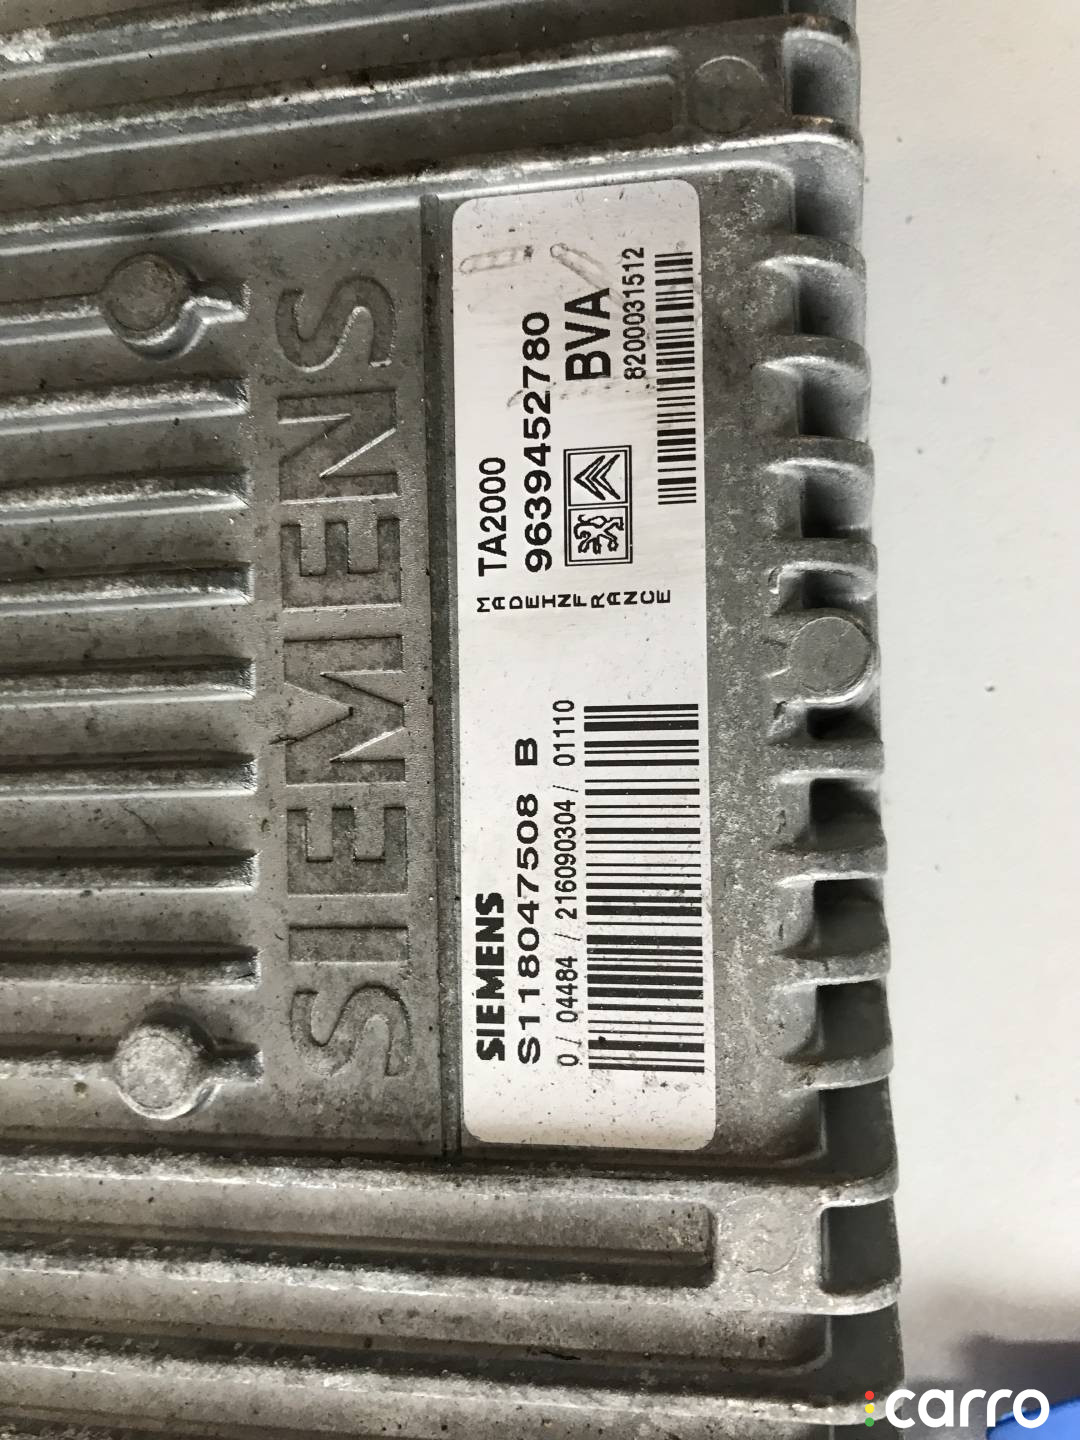 SIEMENS
SIEMENS
S118047508 B
0 / 04484 / 216090304 / 01110
TA2000
9639452780
BVA
8200031512
MADE IN FRANCE
carro